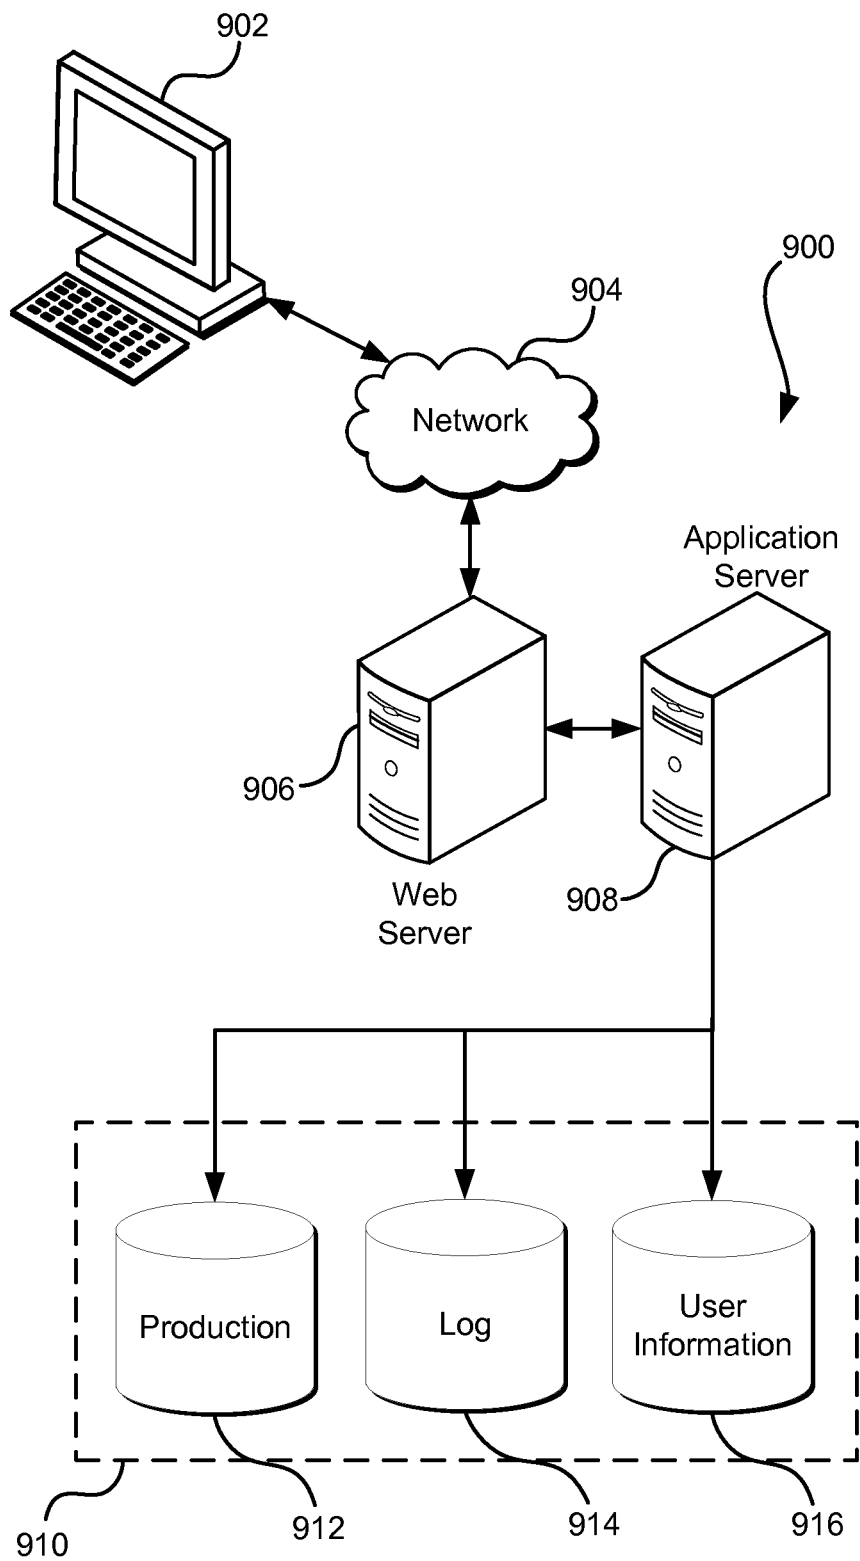 902
900
904
Network
Application
Server
906
908
Web
Server
Production
Log
User
Information
910
912
914
916